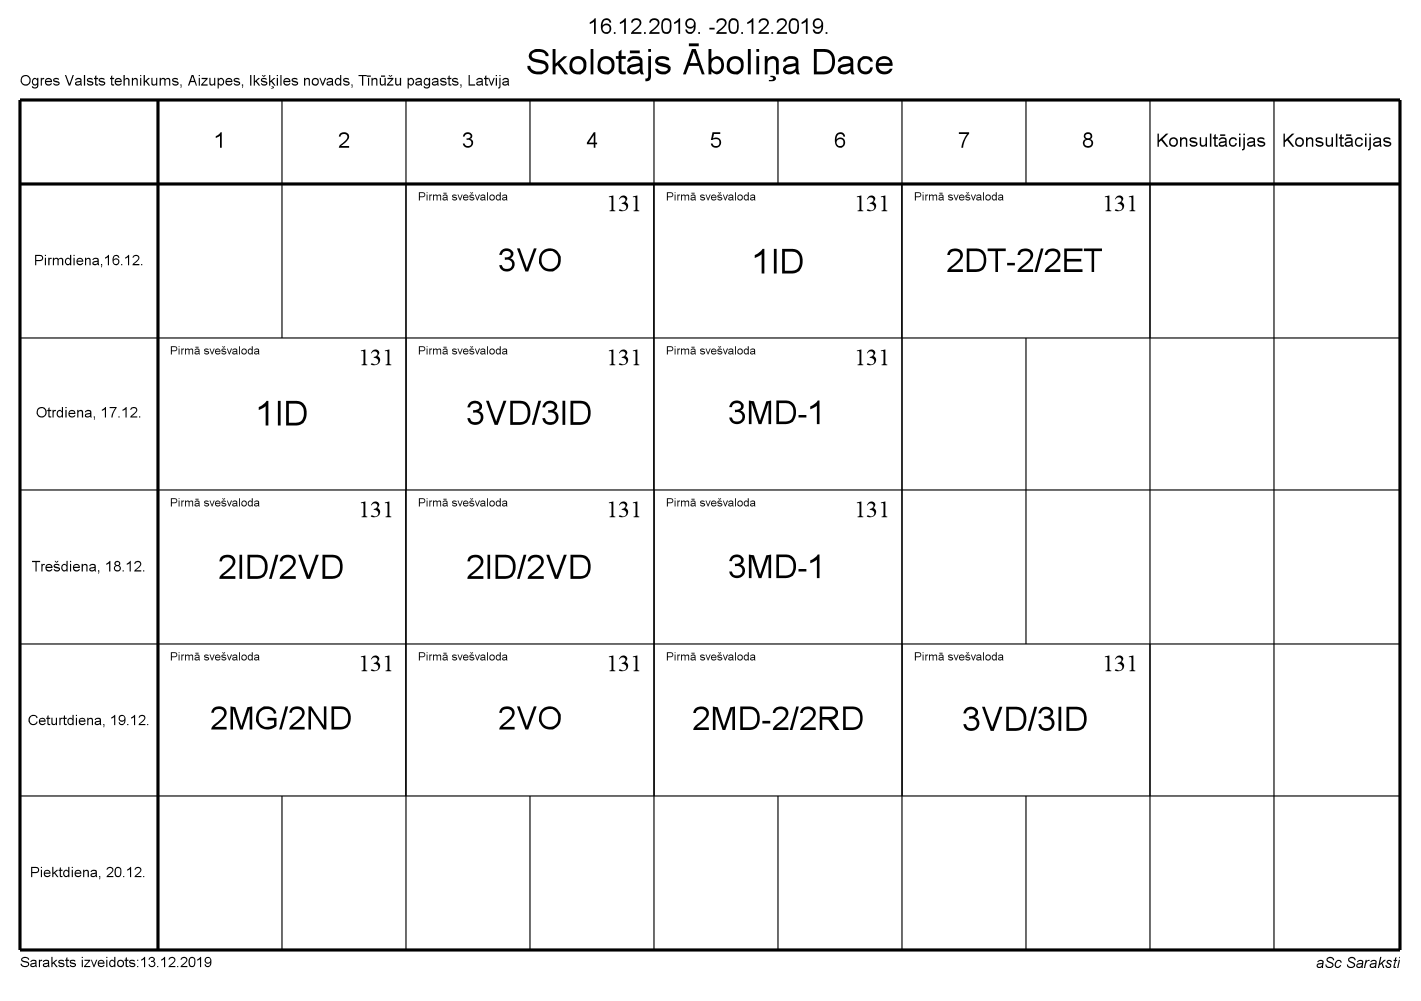 16.12.2019. -20.12.2019.
Skolotājs Āboliņa Dace
Ogres Valsts tehnikums, Aizupes, Ikšķiles novads, Tīnūžu pagasts, Latvija
1 2 3 4 5 6 7 8 Konsultācijas Konsultācijas
Pirmā svešvaloda 131 Pirmā svešvaloda 131 Pirmā svešvaloda 131
Pirmdiena,16.12. 3VO 1ID 2DT-2/2ET
Pirmā svešvaloda 131 Pirmā svešvaloda 131 Pirmā svešvaloda 131
Otrdiena, 17.12. 1ID 3VD/3ID 3MD-1
Pirmā svešvaloda 131 Pirmā svešvaloda 131 Pirmā svešvaloda 131
Trešdiena, 18.12. 2ID/2VD 2ID/2VD 3MD-1
Pirmā svešvaloda 131 Pirmā svešvaloda 131 Pirmā svešvaloda Pirmā svešvaloda 131
Ceturtdiena, 19.12. 2MG/2ND 2VO 2MD-2/2RD 3VD/3ID
Piektdiena, 20.12.
Saraksts izveidots:13.12.2019 aSc Saraksti